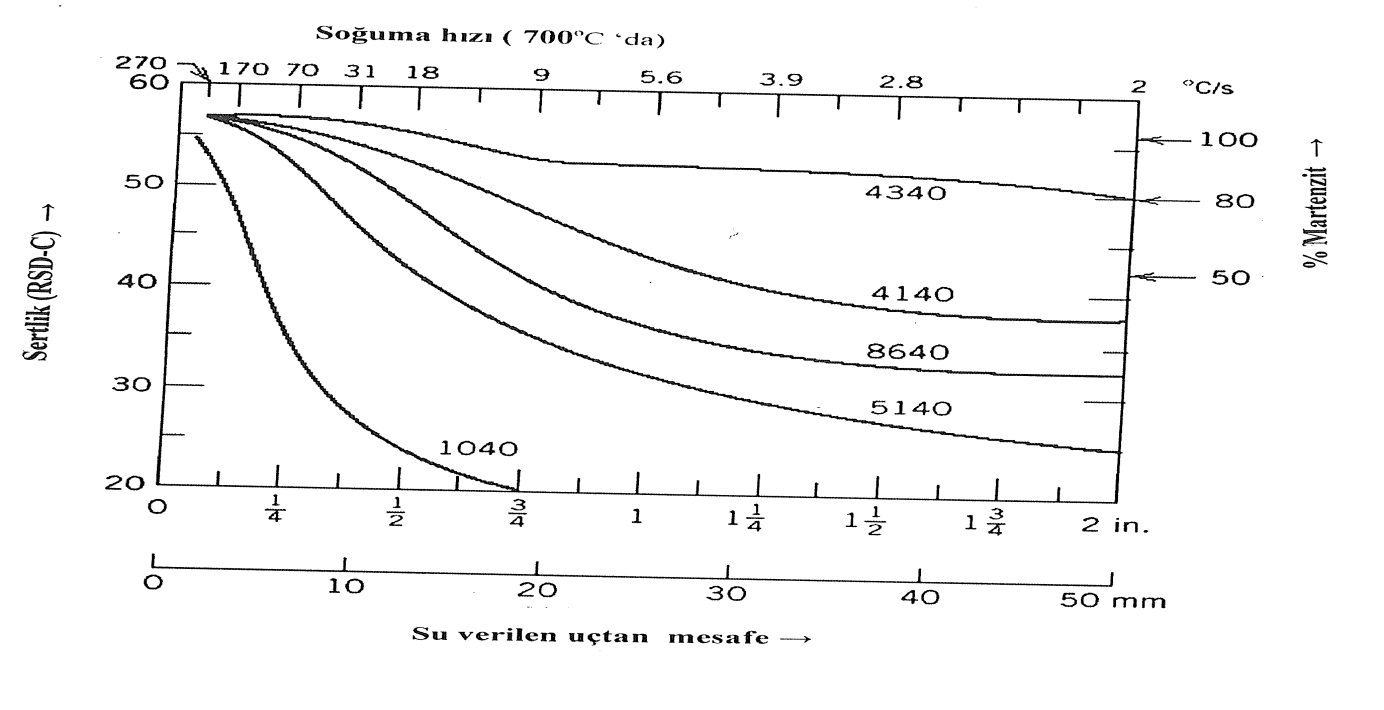 Soğuma hızı ( 700°C 'da)
270 170 70 31 18 9 5.6 3.9 2.8 2 °C/s
60
50
40
30
20
Sertlik (RSD-C) →
100
80
50
% Martenzit →
4340
4140
8640
5140
1040
0 1/4 1/2 3/4 1 1 1/4 1 1/2 1 3/4 2 in.
0 10 20 30 40 50 mm
Su verilen uçtan mesafe →